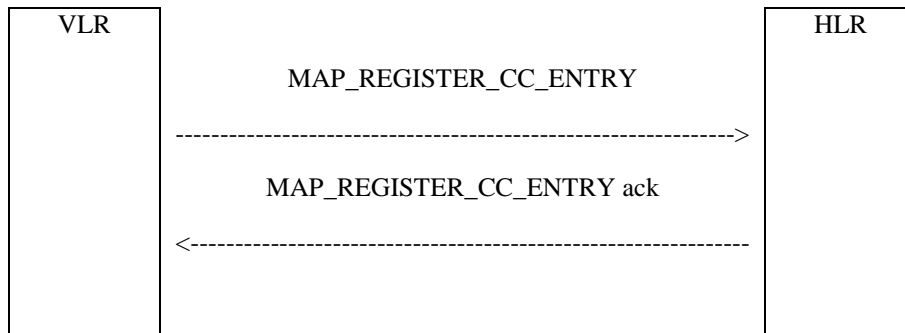 VLR HLR
MAP_REGISTER_CC_ENTRY
--------------------------------------------------------------->
MAP_REGISTER_CC_ENTRY ack
<---------------------------------------------------------------